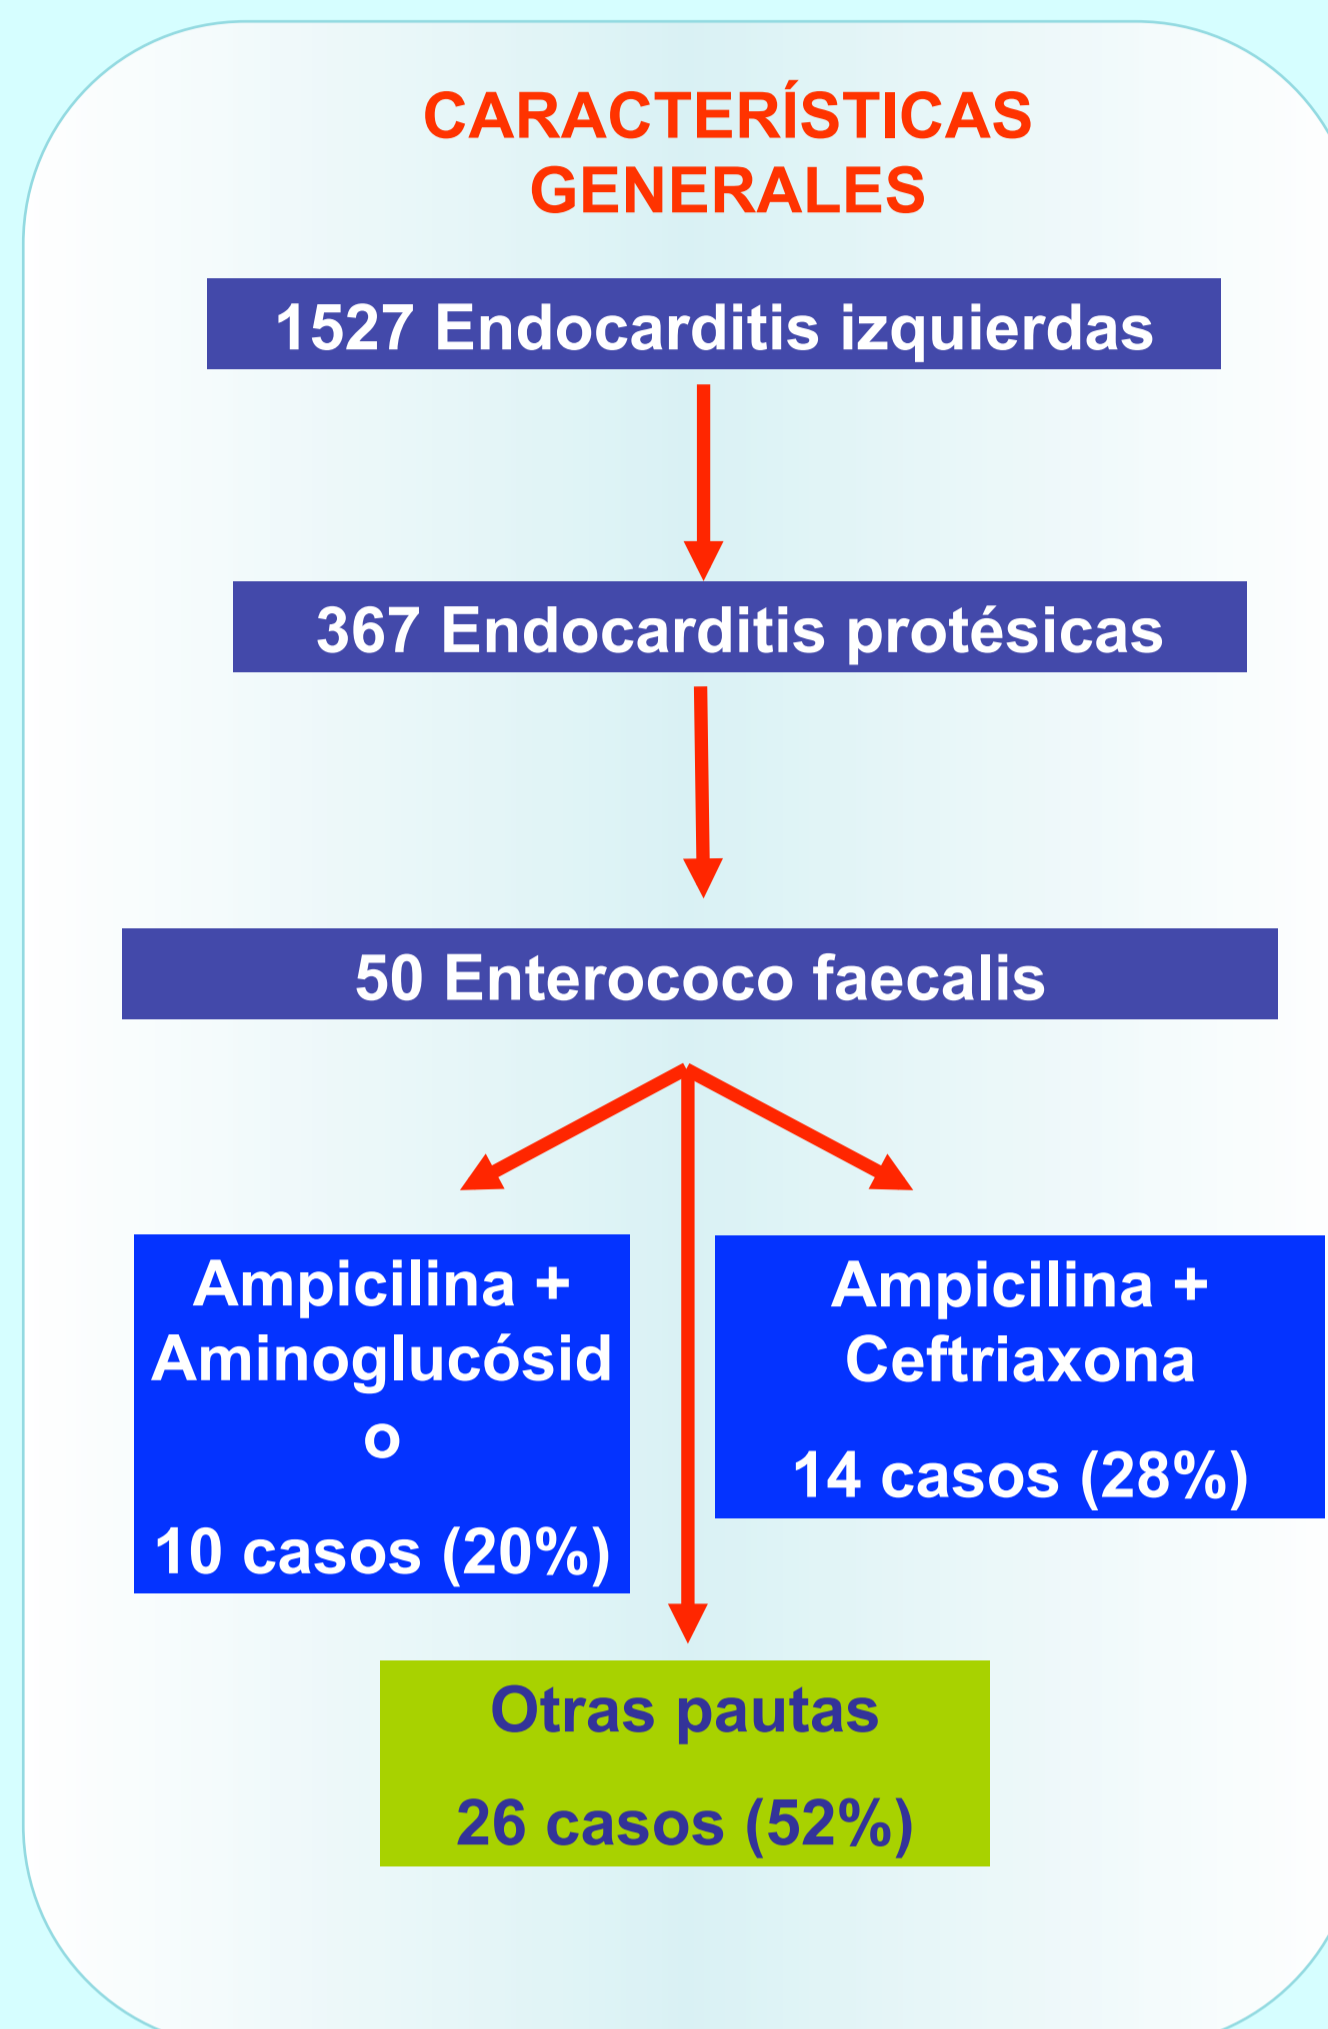 CARACTERÍSTICAS
GENERALES
1527 Endocarditis izquierdas
367 Endocarditis protésicas
50 Enterococo faecalis
Ampicilina +
Aminoglucósid
o
10 casos (20%)
Ampicilina +
Ceftriaxona
14 casos (28%)
Otras pautas
26 casos (52%)